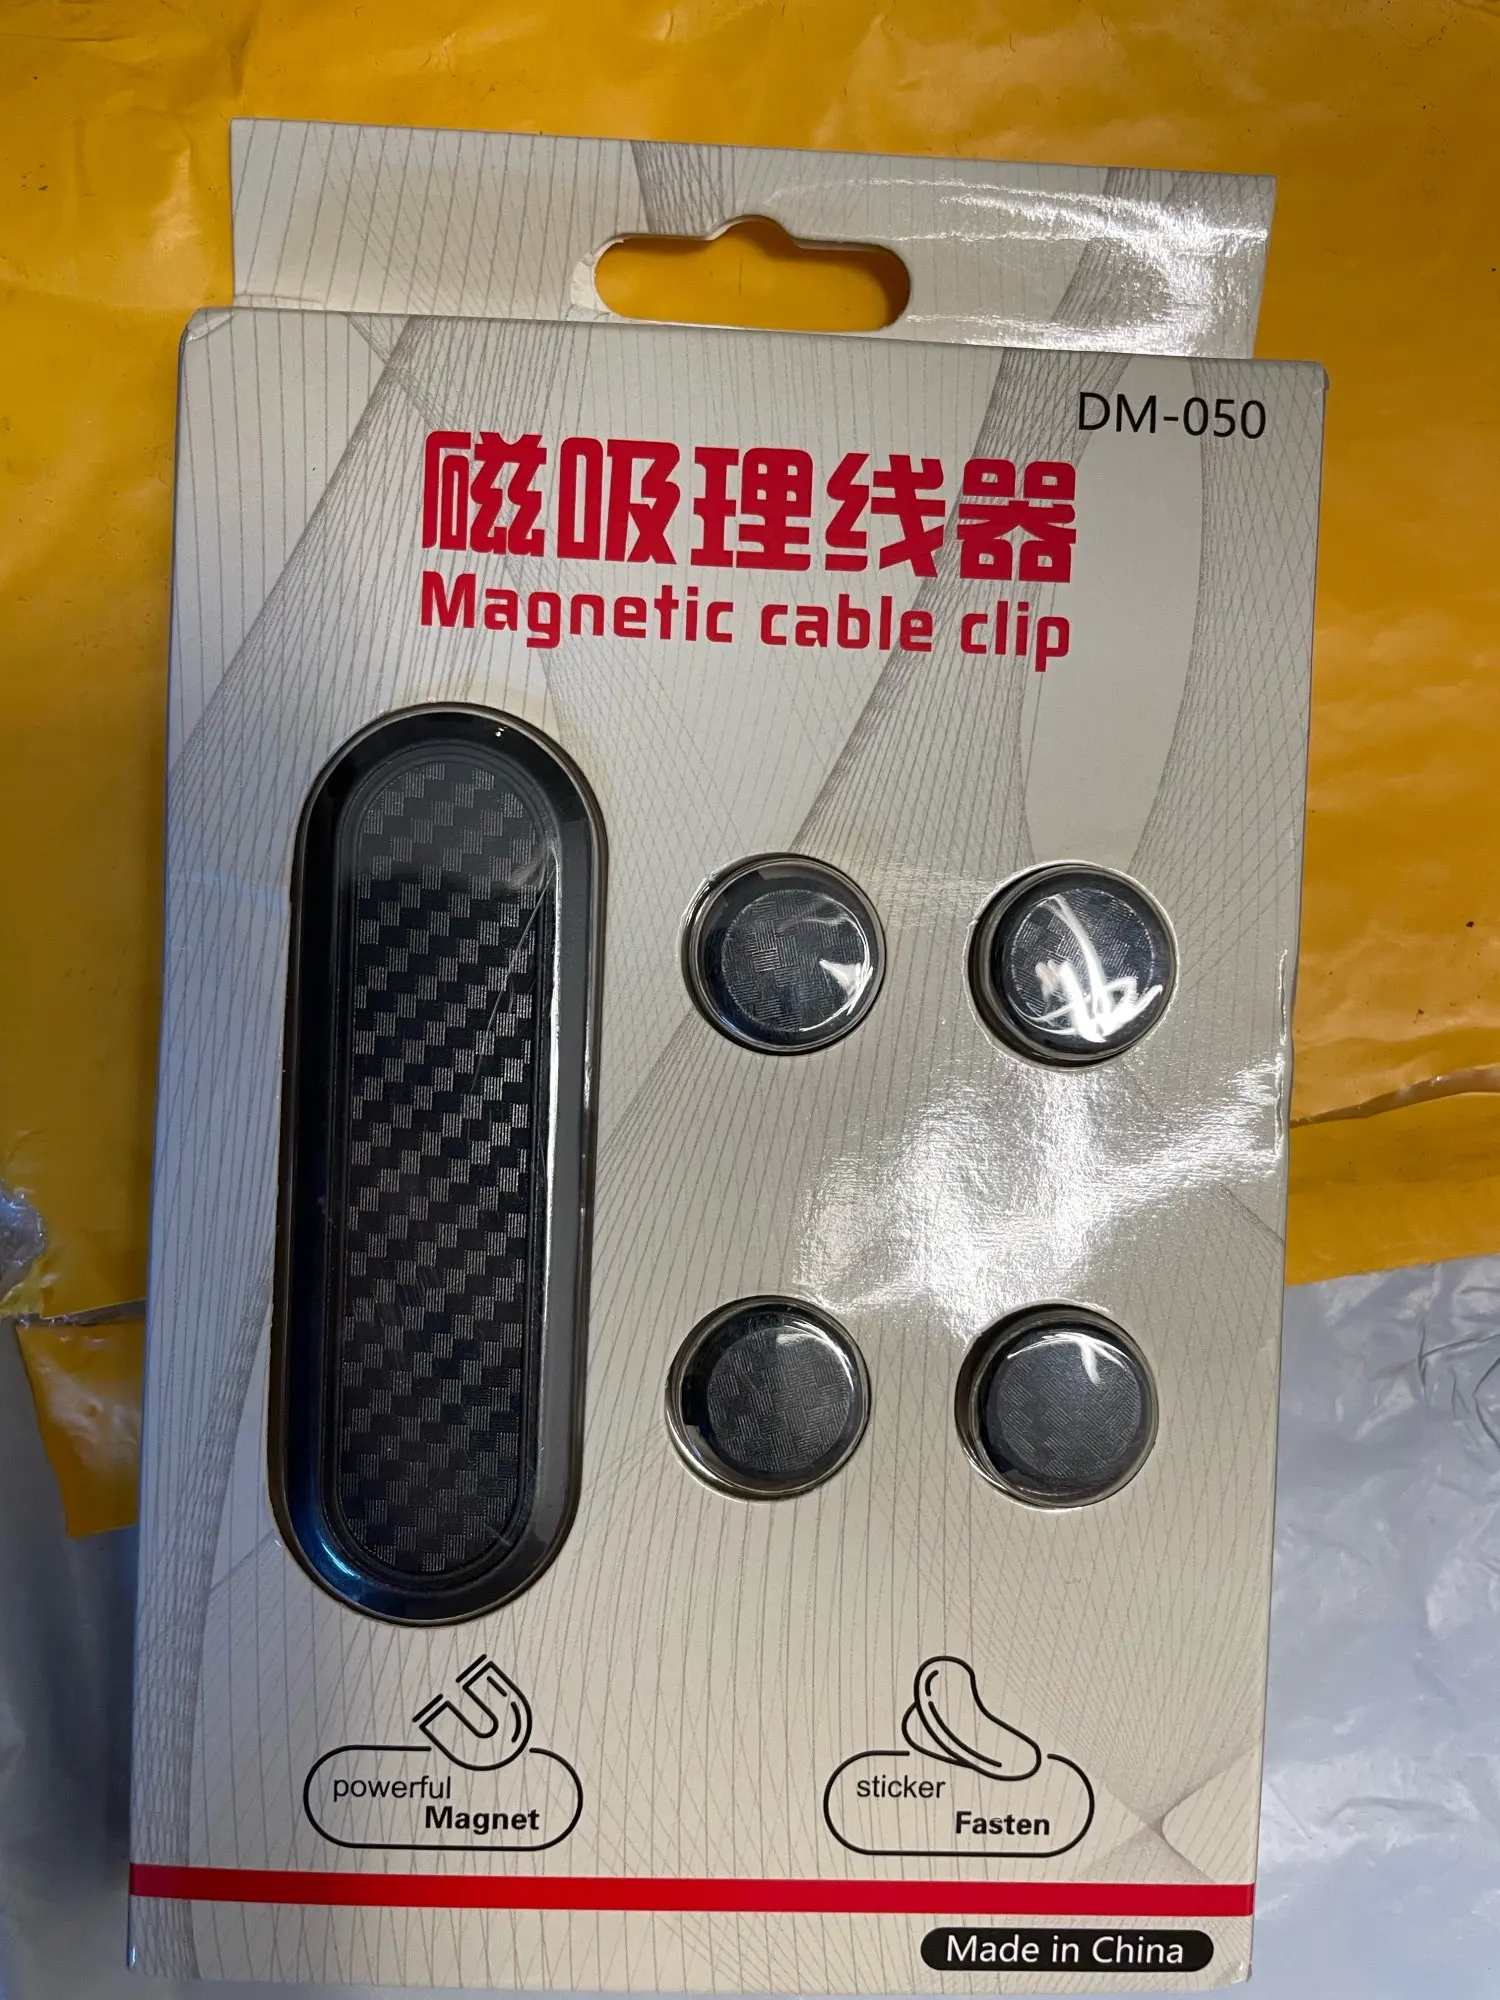 DM-050
磁吸理线器
Magnetic cable clip
powerful
Magnet
sticker
Fasten
Made in China